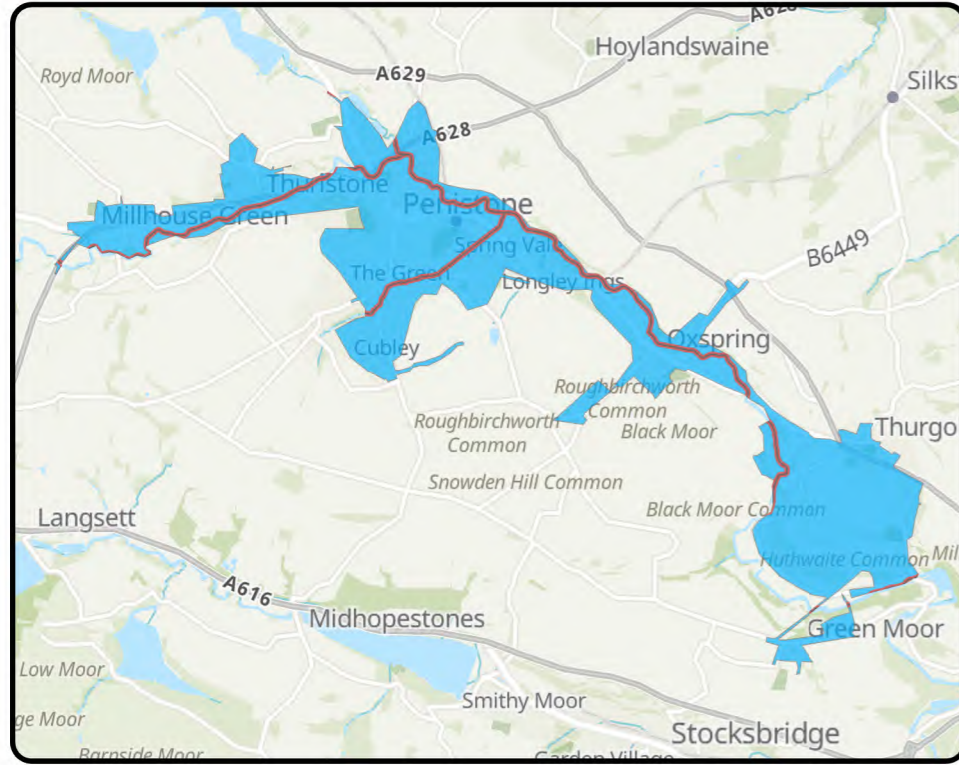 A628
Hoylandswaine
Royd Moor
A629
Silks
A628
Thurlstone
Millhouse Green
Penistone
Spring Vale
B6449
The Green
Longley Ings
Cubley
Oxspring
Roughbirchworth
Common
Roughbirchworth
Common
Black Moor
Thurgo
Snowden Hill Common
Black Moor Common
Langsett
Huthwaite Common
Mil
A616
Midhopestones
Green Moor
Low Moor
Smithy Moor
ge Moor
Stocksbridge
Barnside Moor
Garden Village